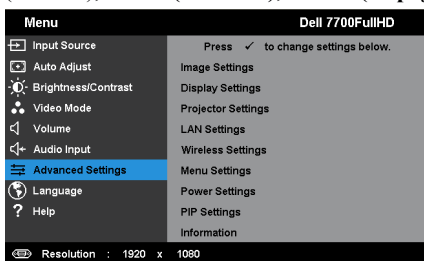 Menu Dell 7700FullHD
Input Source Press ✓ to change settings below.
Auto Adjust Image Settings
Brightness/Contrast Display Settings
Video Mode Projector Settings
Volume LAN Settings
Audio Input Wireless Settings
Advanced Settings Menu Settings
Language Power Settings
? Help PIP Settings
Information
Resolution : 1920 x 1080